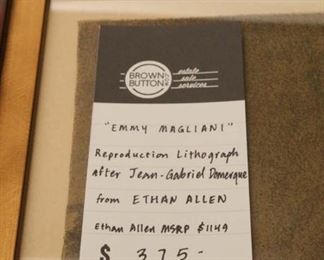 BROWN
BUTTON
estate
sale
services
"EMMY MAGLIANI"
Reproduction Lithograph
after Jean-Gabriel Domergue
from ETHAN ALLEN
Ethan Allen MSRP $1149
$ 375-